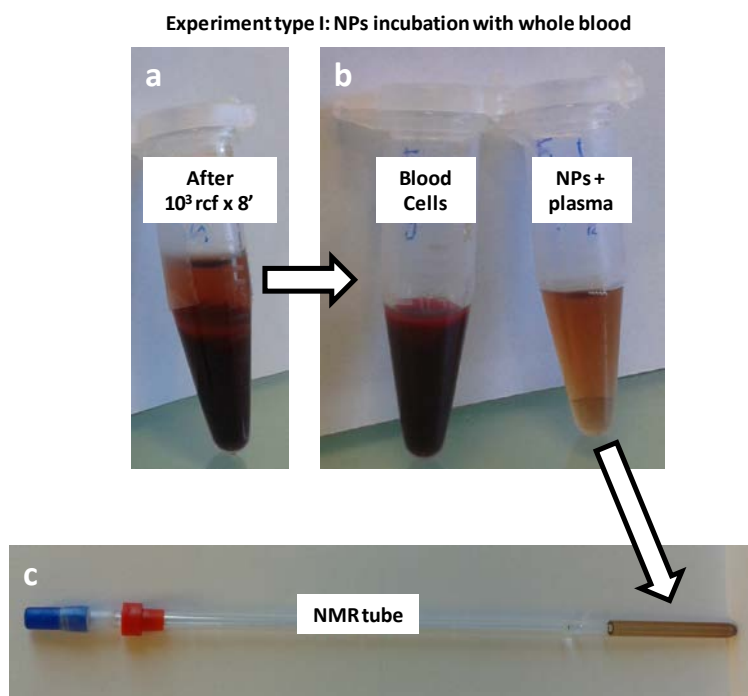 Experiment type I: NPs incubation with whole blood
a
b
After
10³ rcf x 8’
Blood
Cells
NPs +
plasma
c
NMR tube